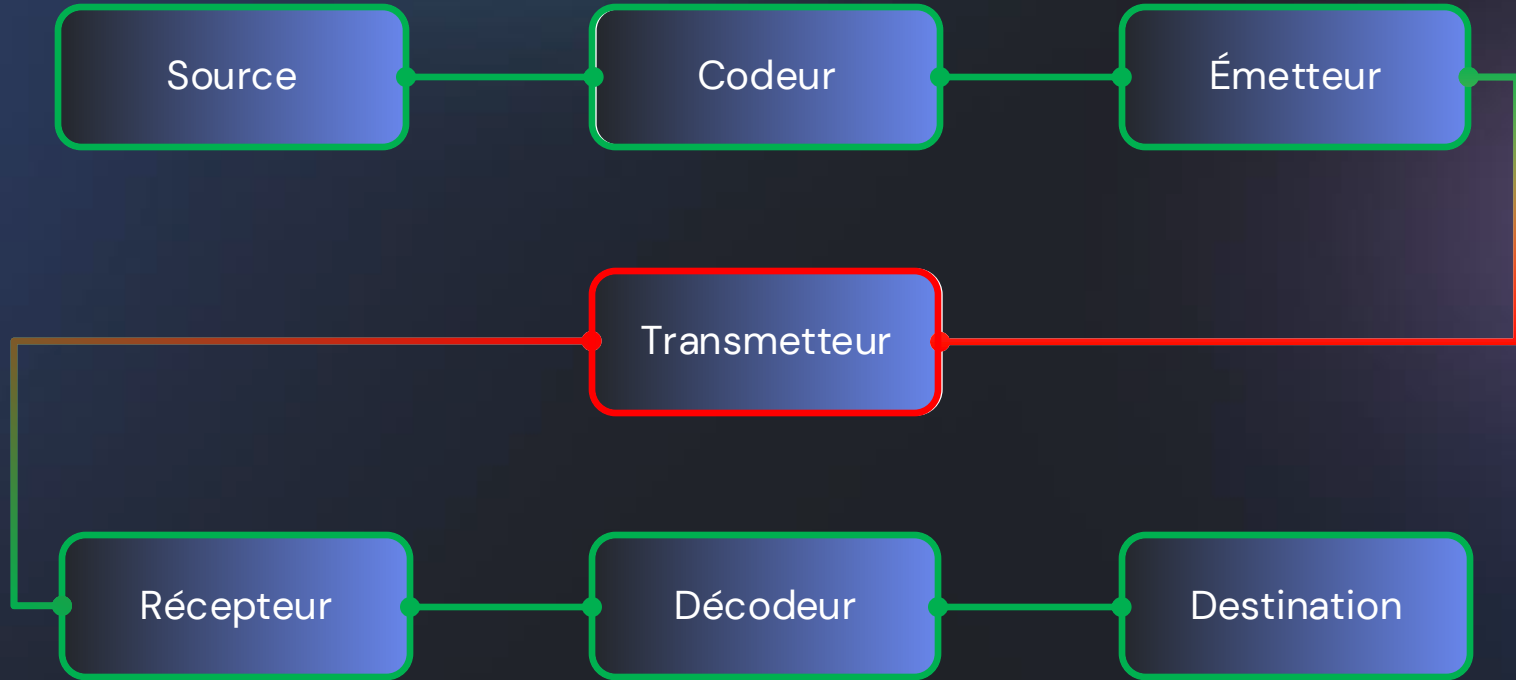 Source
Codeur
Émetteur
Transmetteur
Récepteur
Décodeur
Destination